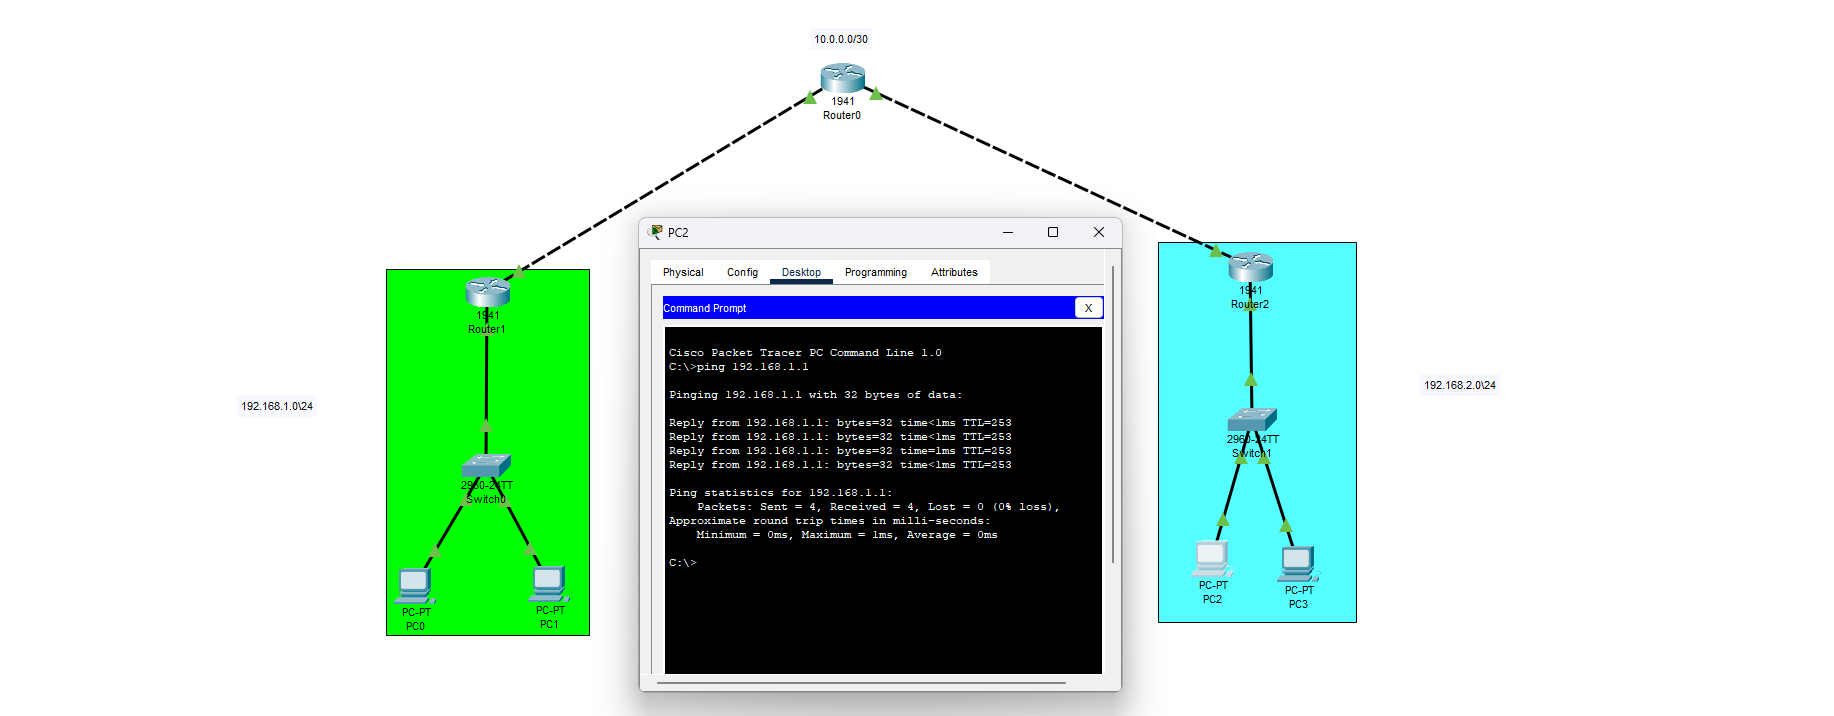 10.0.0.0/30
1941
Router0
PC2
Physical Config Desktop Programming Attributes
Command Prompt
X
Cisco Packet Tracer PC Command Line 1.0
C:\>ping 192.168.1.1
Pinging 192.168.1.1 with 32 bytes of data:
Reply from 192.168.1.1: bytes=32 time<1ms TTL=253
Reply from 192.168.1.1: bytes=32 time<1ms TTL=253
Reply from 192.168.1.1: bytes=32 time=1ms TTL=253
Reply from 192.168.1.1: bytes=32 time<1ms TTL=253
Ping statistics for 192.168.1.1:
Packets: Sent = 4, Received = 4, Lost = 0 (0% loss),
Approximate round trip times in milli-seconds:
Minimum = 0ms, Maximum = 1ms, Average = 0ms
C:\>
1941
Router1
192.168.1.0\24
2960-24TT
Switch0
PC-PT
PC0
PC-PT
PC1
1941
Router2
192.168.2.0\24
2960-24TT
Switch1
PC-PT
PC2
PC-PT
PC3